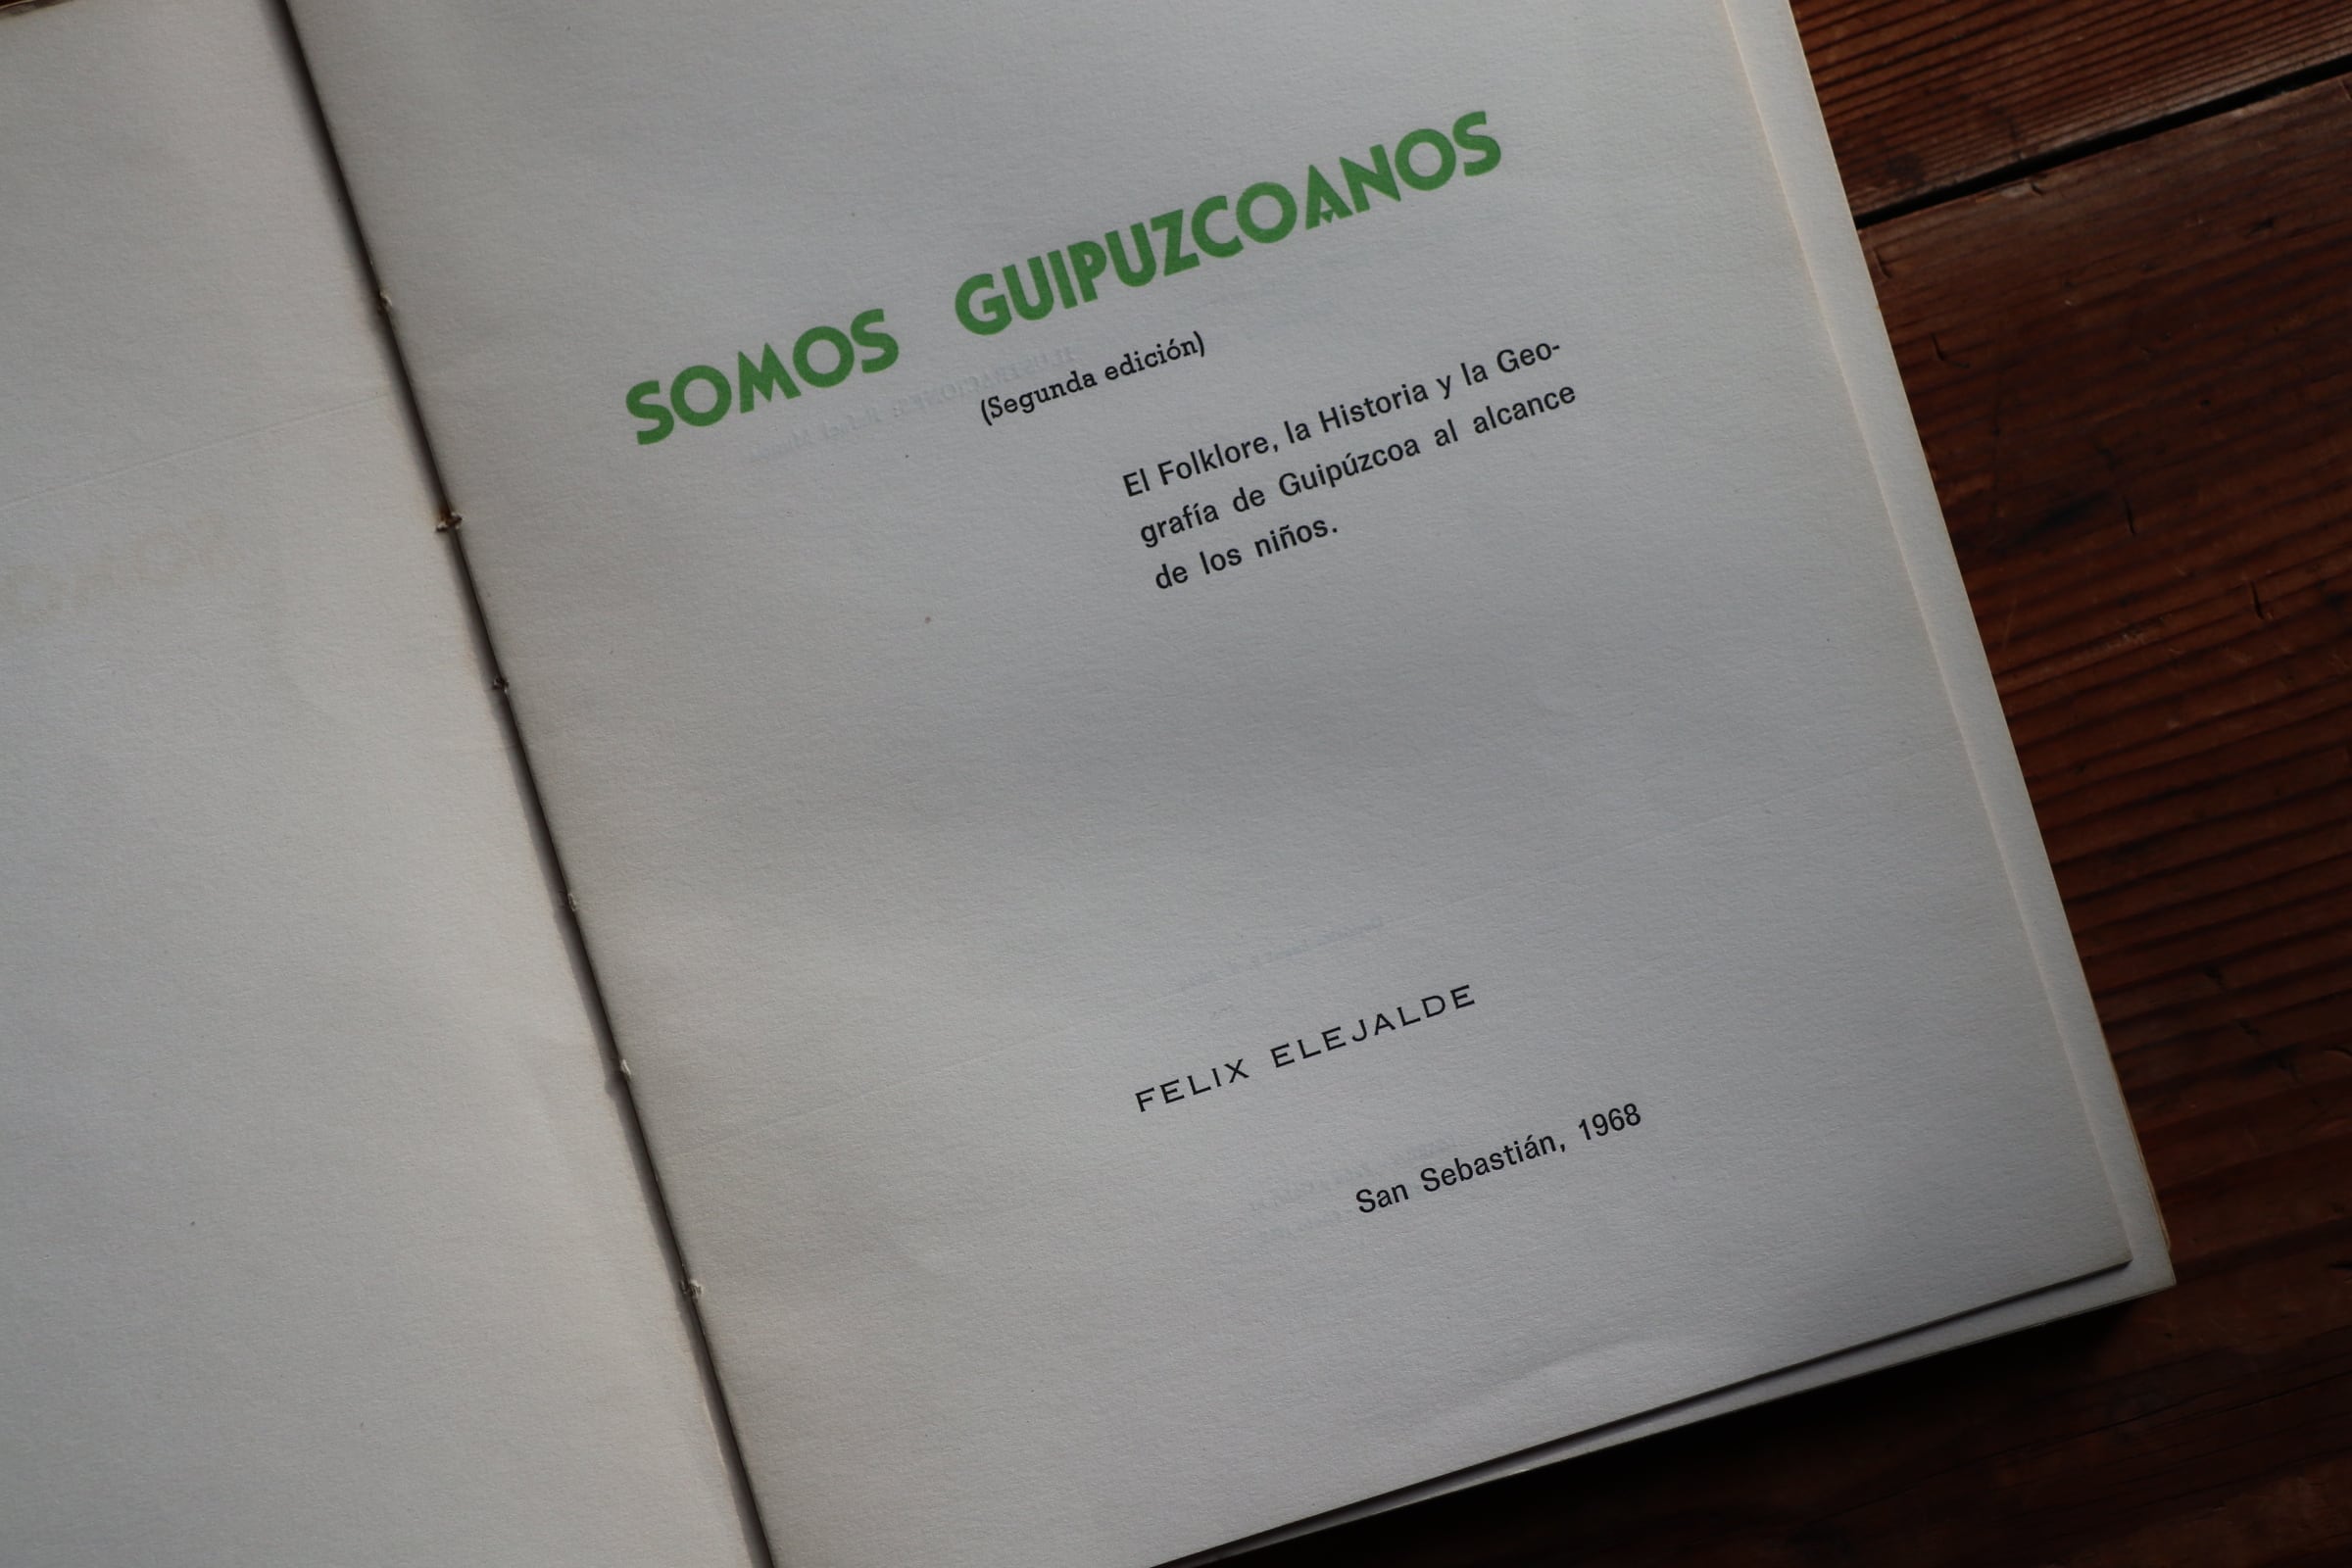 SOMOS GUIPUZCOANOS
(Segunda edición)
El Folklore, la Historia y la Geo-
grafía de Guipúzcoa al alcance
de los niños.
FELIX ELEJALDE
San Sebastián, 1968